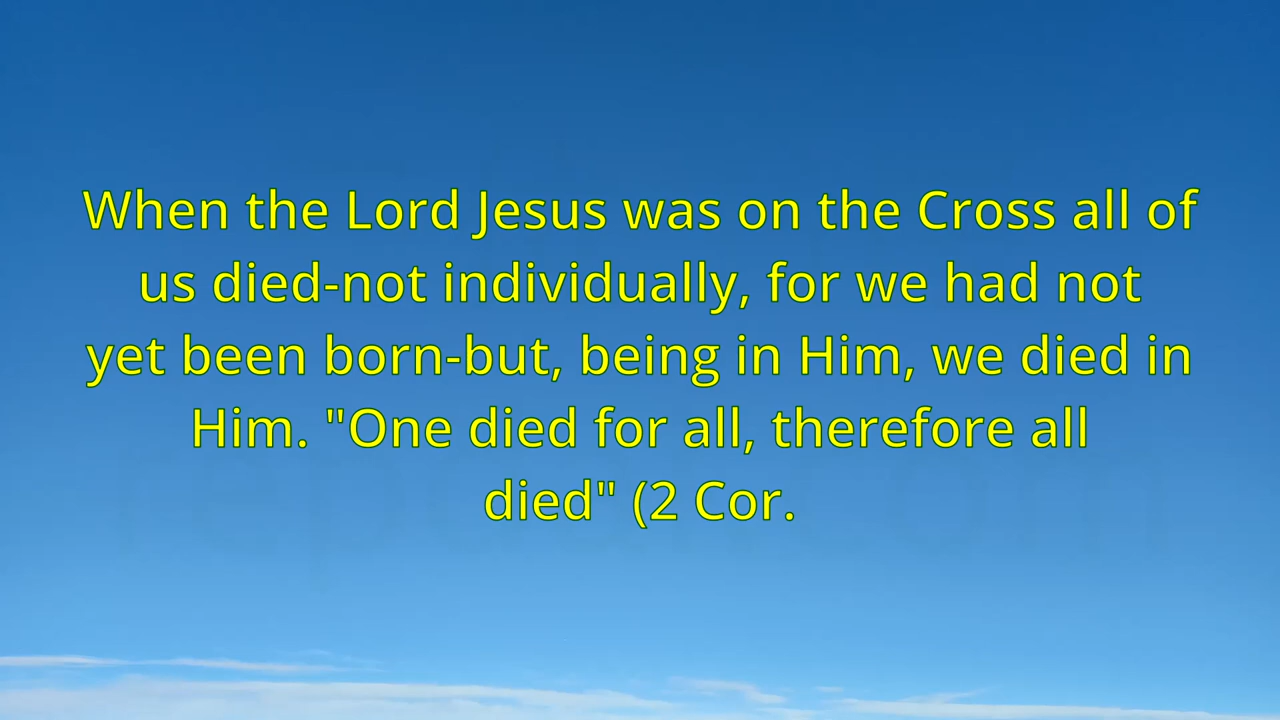 When the Lord Jesus was on the Cross all of
us died-not individually, for we had not
yet been born-but, being in Him, we died in
Him. "One died for all, therefore all
died" (2 Cor.